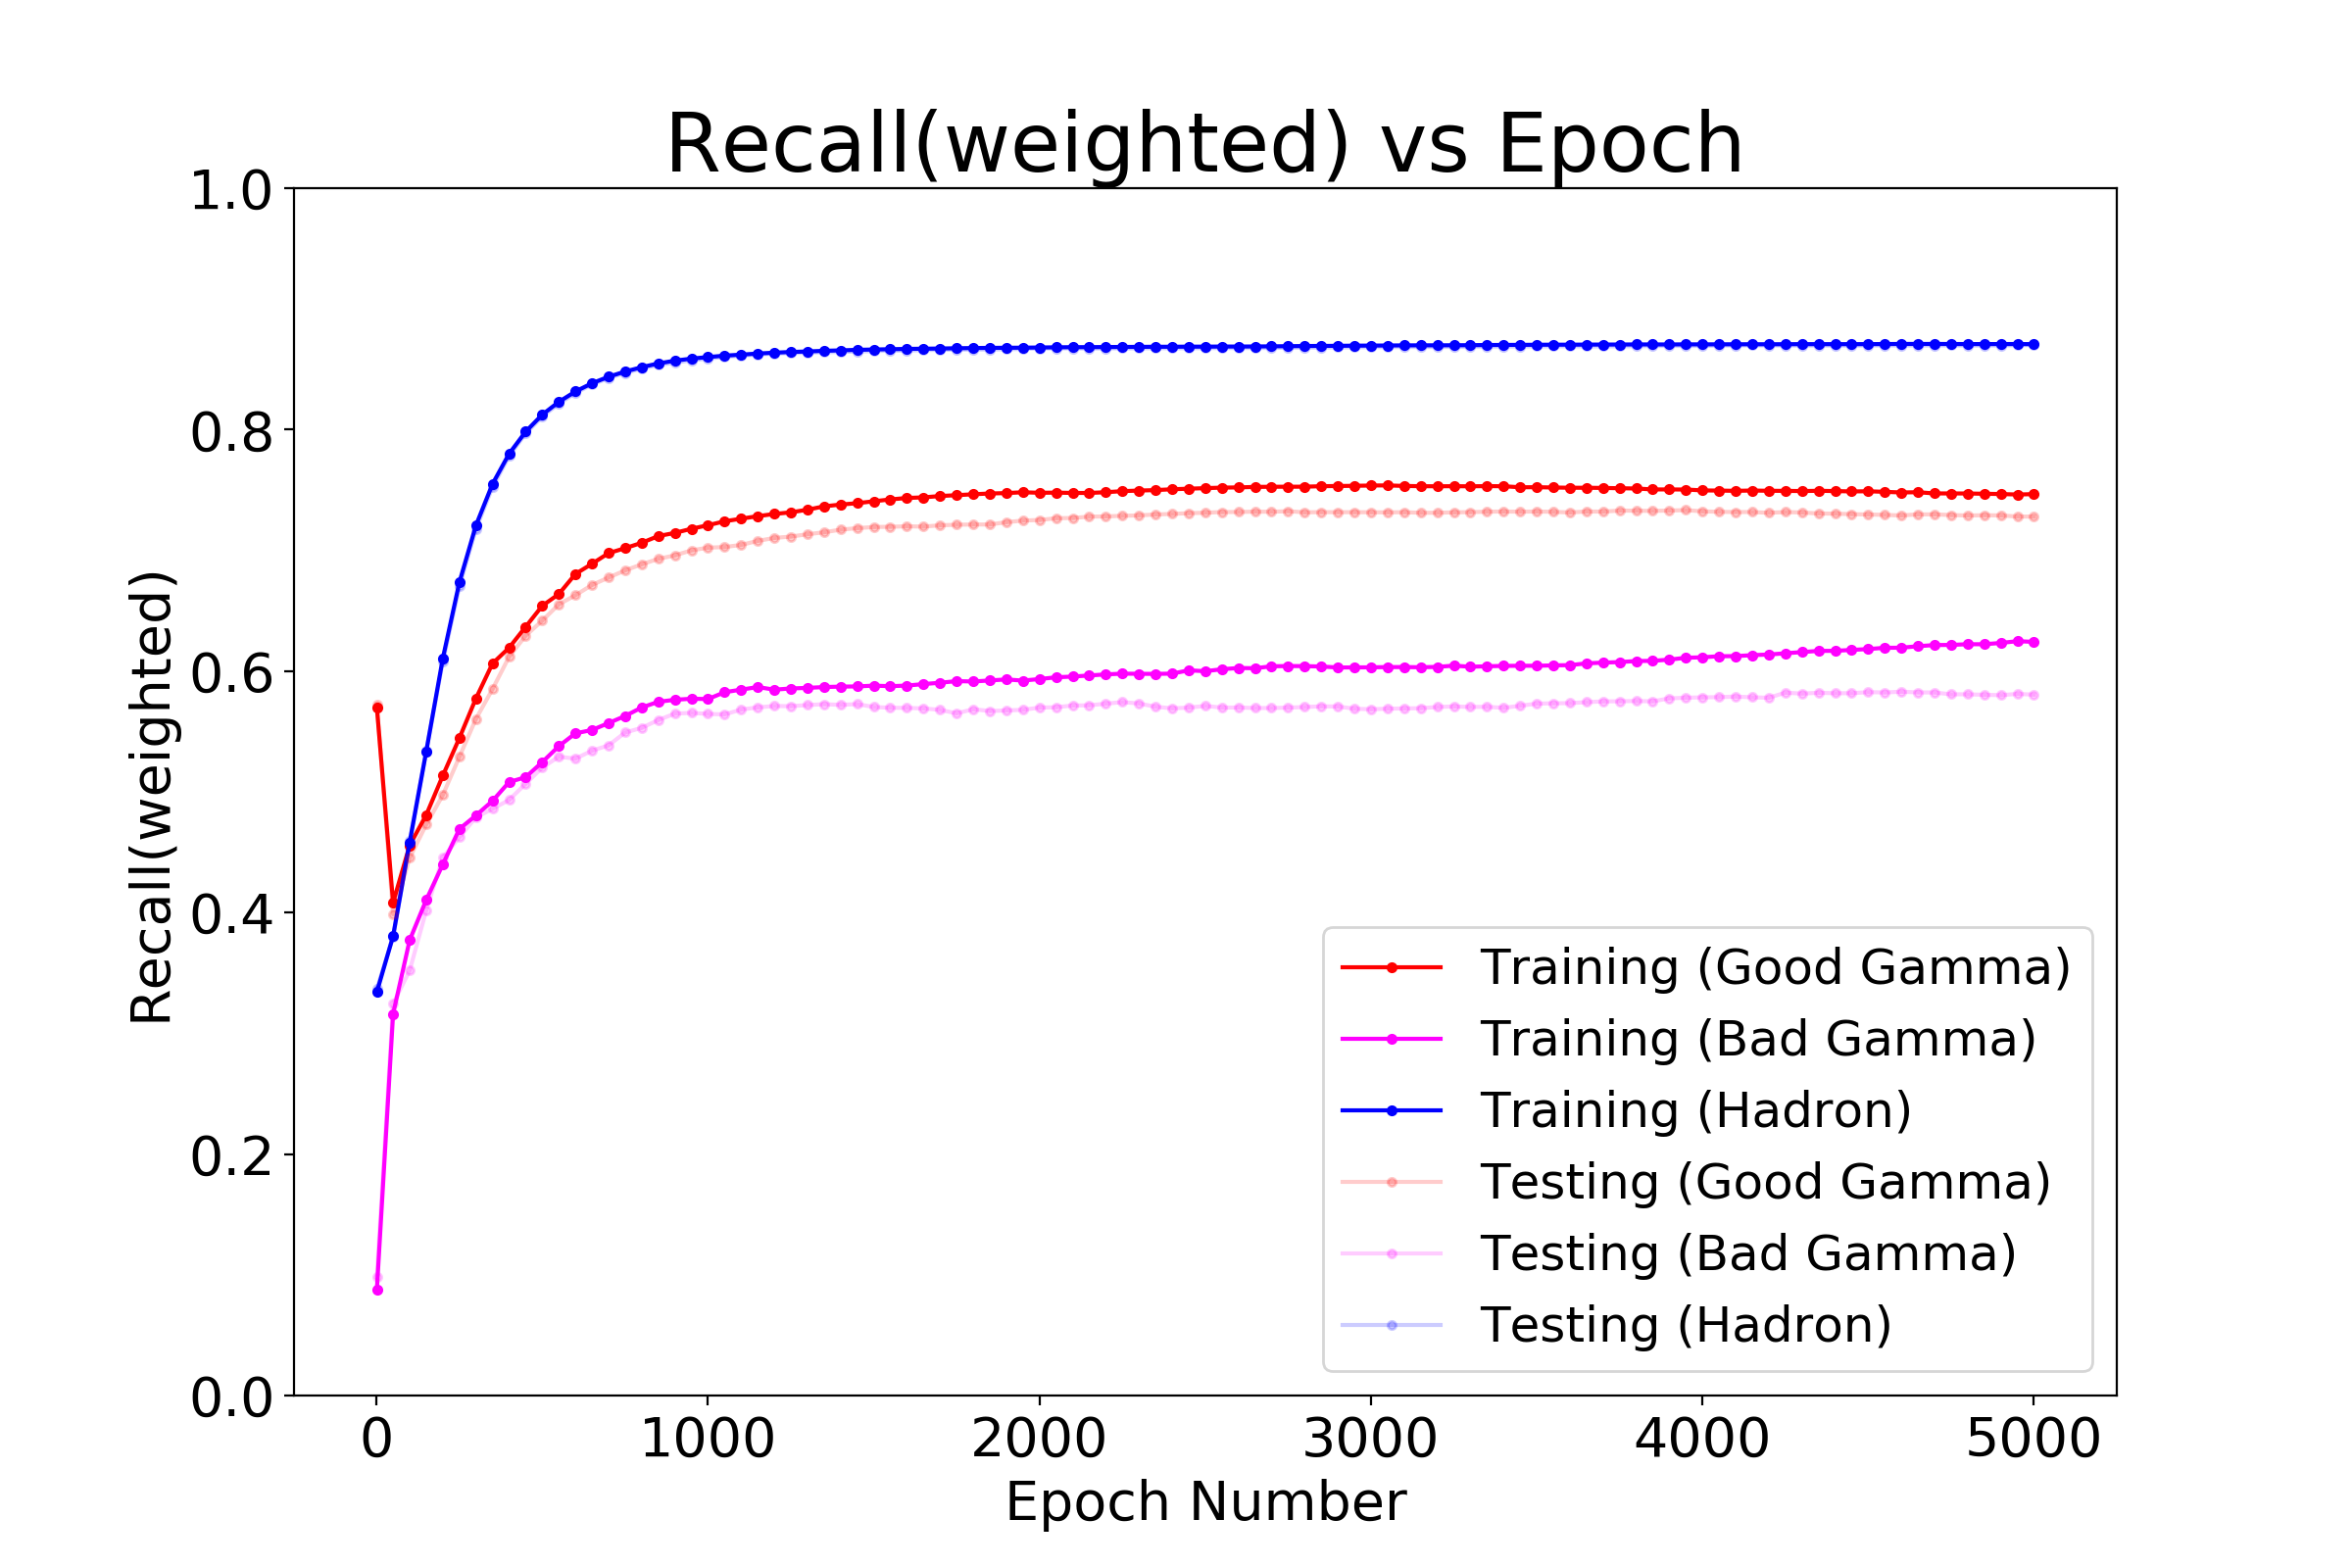 Recall(weighted) vs Epoch
Recall(weighted)
1.0
0.8
0.6
0.4
0.2
0.0
Training (Good Gamma)
Training (Bad Gamma)
Training (Hadron)
Testing (Good Gamma)
Testing (Bad Gamma)
Testing (Hadron)
0 1000 2000 3000 4000 5000
Epoch Number